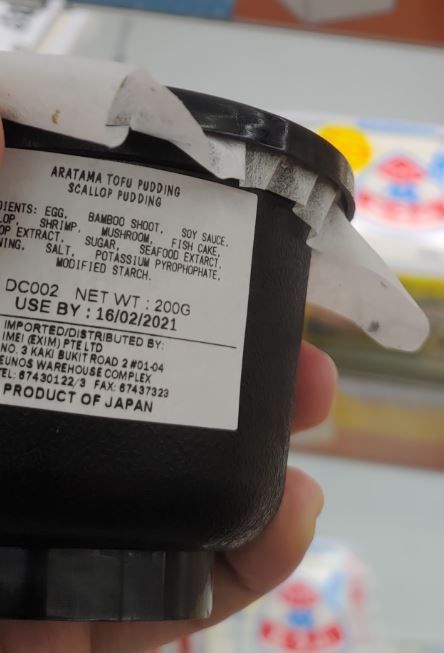 ARATAMA TOFU PUDDING
SCALLOP PUDDING
DIENTS: EGG, BAMBOO SHOOT, SOY SAUCE,
LOP, SHRIMP, MUSHROOM, FISH CAKE,
OP EXTRACT, SUGAR, SEAFOOD EXTARCT,
NING, SALT, POTASSIUM PYROPHOPHATE,
MODIFIED STARCH.
DC002 NET WT : 200G
USE BY : 16/02/2021
IMPORTED/DISTRIBUTED BY:
IMEI (EXIM) PTE LTD
NO. 3 KAKI BUKIT ROAD 2 #01-04
EUNOS WAREHOUSE COMPLEX
TEL: 67430122/3 FAX: 67437323
PRODUCT OF JAPAN